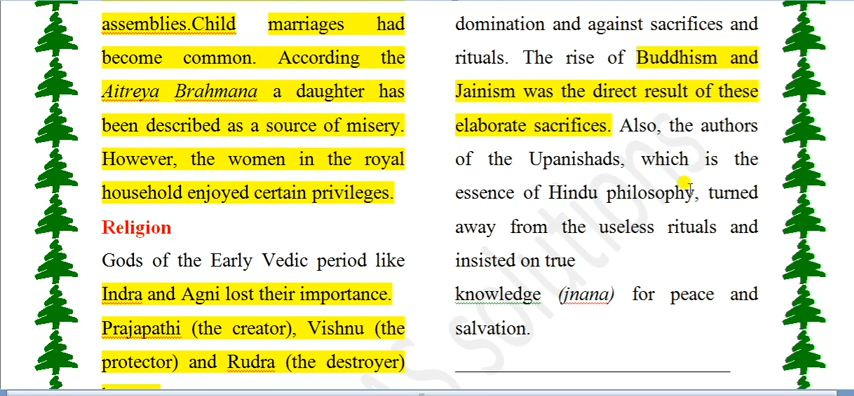 assemblies.Child marriages had
become common. According the
Aitreya Brahmana a daughter has
been described as a source of misery.
However, the women in the royal
household enjoyed certain privileges.
Religion
Gods of the Early Vedic period like
Indra and Agni lost their importance.
Prajapathi (the creator), Vishnu (the
protector) and Rudra (the destroyer)
domination and against sacrifices and
rituals. The rise of Buddhism and
Jainism was the direct result of these
elaborate sacrifices. Also, the authors
of the Upanishads, which is the
essence of Hindu philosophy, turned
away from the useless rituals and
insisted on true
knowledge (jnana) for peace and
salvation.
AS solutions